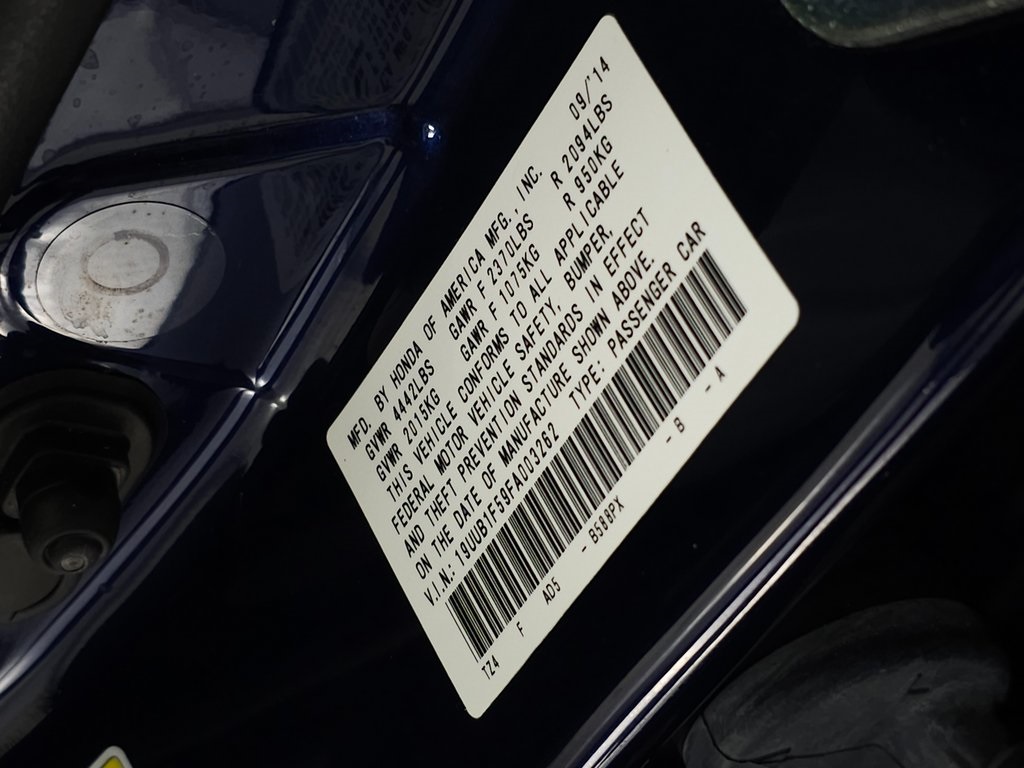 MFD. BY HONDA OF AMERICA MFG., INC. 09/'14
GVWR 4442LBS GAWR F 2370LBS R 2094LBS
GVWR 2015KG GAWR F 1075KG R 950KG
THIS VEHICLE CONFORMS TO ALL APPLICABLE
FEDERAL MOTOR VEHICLE SAFETY, BUMPER,
AND THEFT PREVENTION STANDARDS IN EFFECT
ON THE DATE OF MANUFACTURE SHOWN ABOVE.
V.I.N.: 19UUB1F59FA003262 TYPE: PASSENGER CAR
TZ4 F AD5 - B588PX - B - A